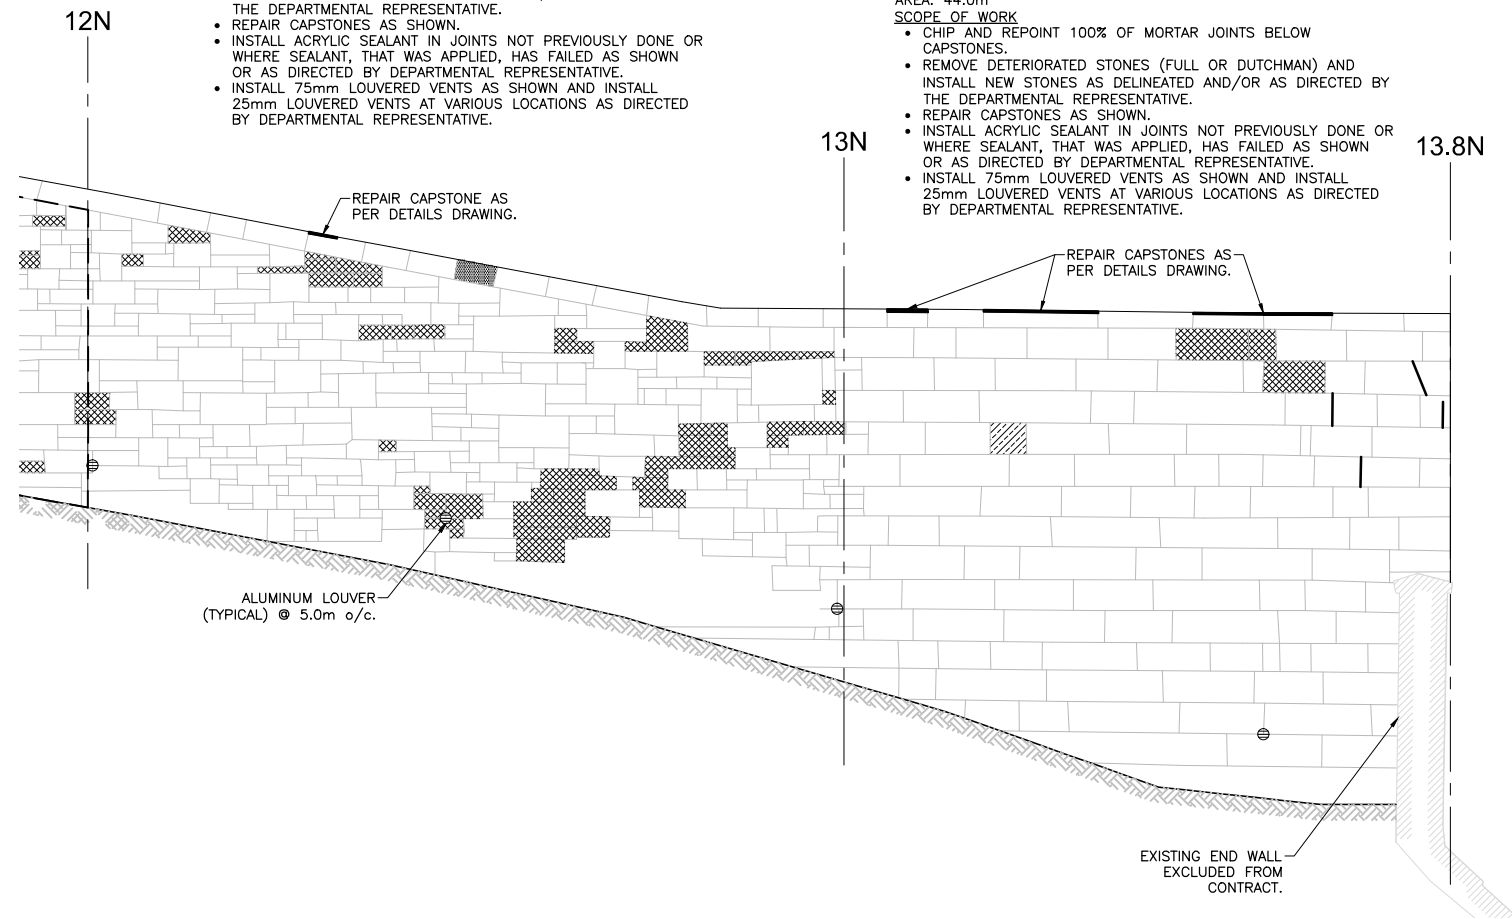 12N
THE DEPARTMENTAL REPRESENTATIVE.
• REPAIR CAPSTONES AS SHOWN.
• INSTALL ACRYLIC SEALANT IN JOINTS NOT PREVIOUSLY DONE OR
WHERE SEALANT, THAT WAS APPLIED, HAS FAILED AS SHOWN
OR AS DIRECTED BY DEPARTMENTAL REPRESENTATIVE.
• INSTALL 75mm LOUVERED VENTS AS SHOWN AND INSTALL
25mm LOUVERED VENTS AT VARIOUS LOCATIONS AS DIRECTED
BY DEPARTMENTAL REPRESENTATIVE.
AREA: 44.0m
SCOPE OF WORK
• CHIP AND REPOINT 100% OF MORTAR JOINTS BELOW
CAPSTONES.
• REMOVE DETERIORATED STONES (FULL OR DUTCHMAN) AND
INSTALL NEW STONES AS DELINEATED AND/OR AS DIRECTED BY
THE DEPARTMENTAL REPRESENTATIVE.
• REPAIR CAPSTONES AS SHOWN.
• INSTALL ACRYLIC SEALANT IN JOINTS NOT PREVIOUSLY DONE OR
WHERE SEALANT, THAT WAS APPLIED, HAS FAILED AS SHOWN
OR AS DIRECTED BY DEPARTMENTAL REPRESENTATIVE.
• INSTALL 75mm LOUVERED VENTS AS SHOWN AND INSTALL
25mm LOUVERED VENTS AT VARIOUS LOCATIONS AS DIRECTED
BY DEPARTMENTAL REPRESENTATIVE.
13N
13.8N
REPAIR CAPSTONE AS
PER DETAILS DRAWING.
REPAIR CAPSTONES AS
PER DETAILS DRAWING.
ALUMINUM LOUVER
(TYPICAL) @ 5.0m o/c.
EXISTING END WALL
EXCLUDED FROM
CONTRACT.